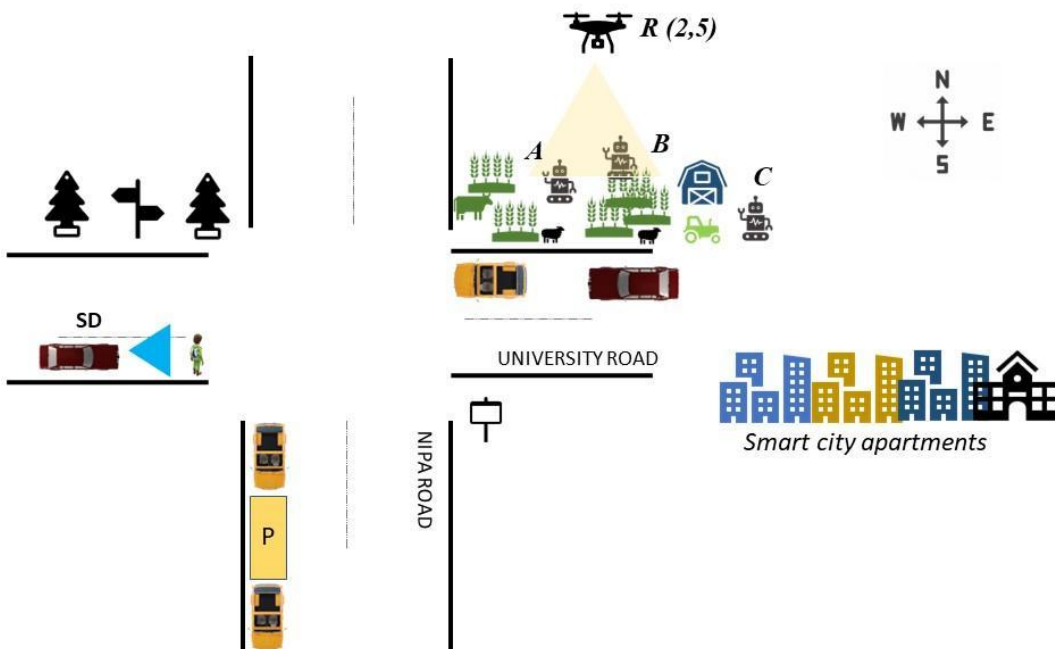 R (2,5)
N
W E
S
A
B
C
SD
UNIVERSITY ROAD
Smart city apartments
NIPA ROAD
P